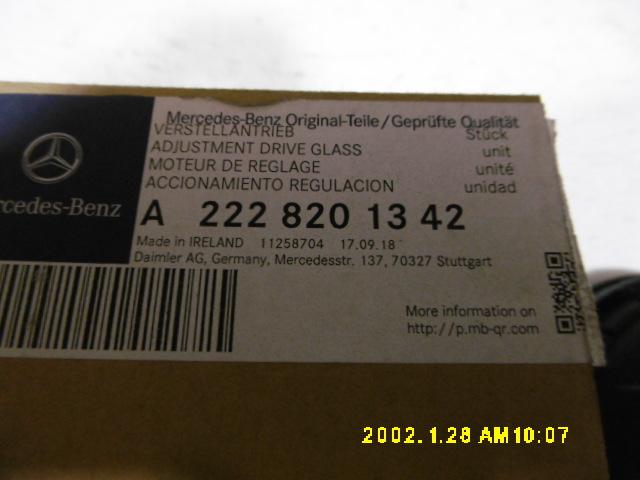 Mercedes-Benz Original-Teile/Geprüfte Qualität
VERSTELLANTRIEB Stück
ADJUSTMENT DRIVE GLASS unit
MOTEUR DE REGLAGE unité
ACCIONAMIENTO REGULACION unidad
rcedes-Benz
A 222 820 13 42
Made in IRELAND 11258704 17.09.18
Daimler AG, Germany, Mercedesstr. 137, 70327 Stuttgart
More information on
http://p.mb-qr.com
2002.1.28 AM10:07